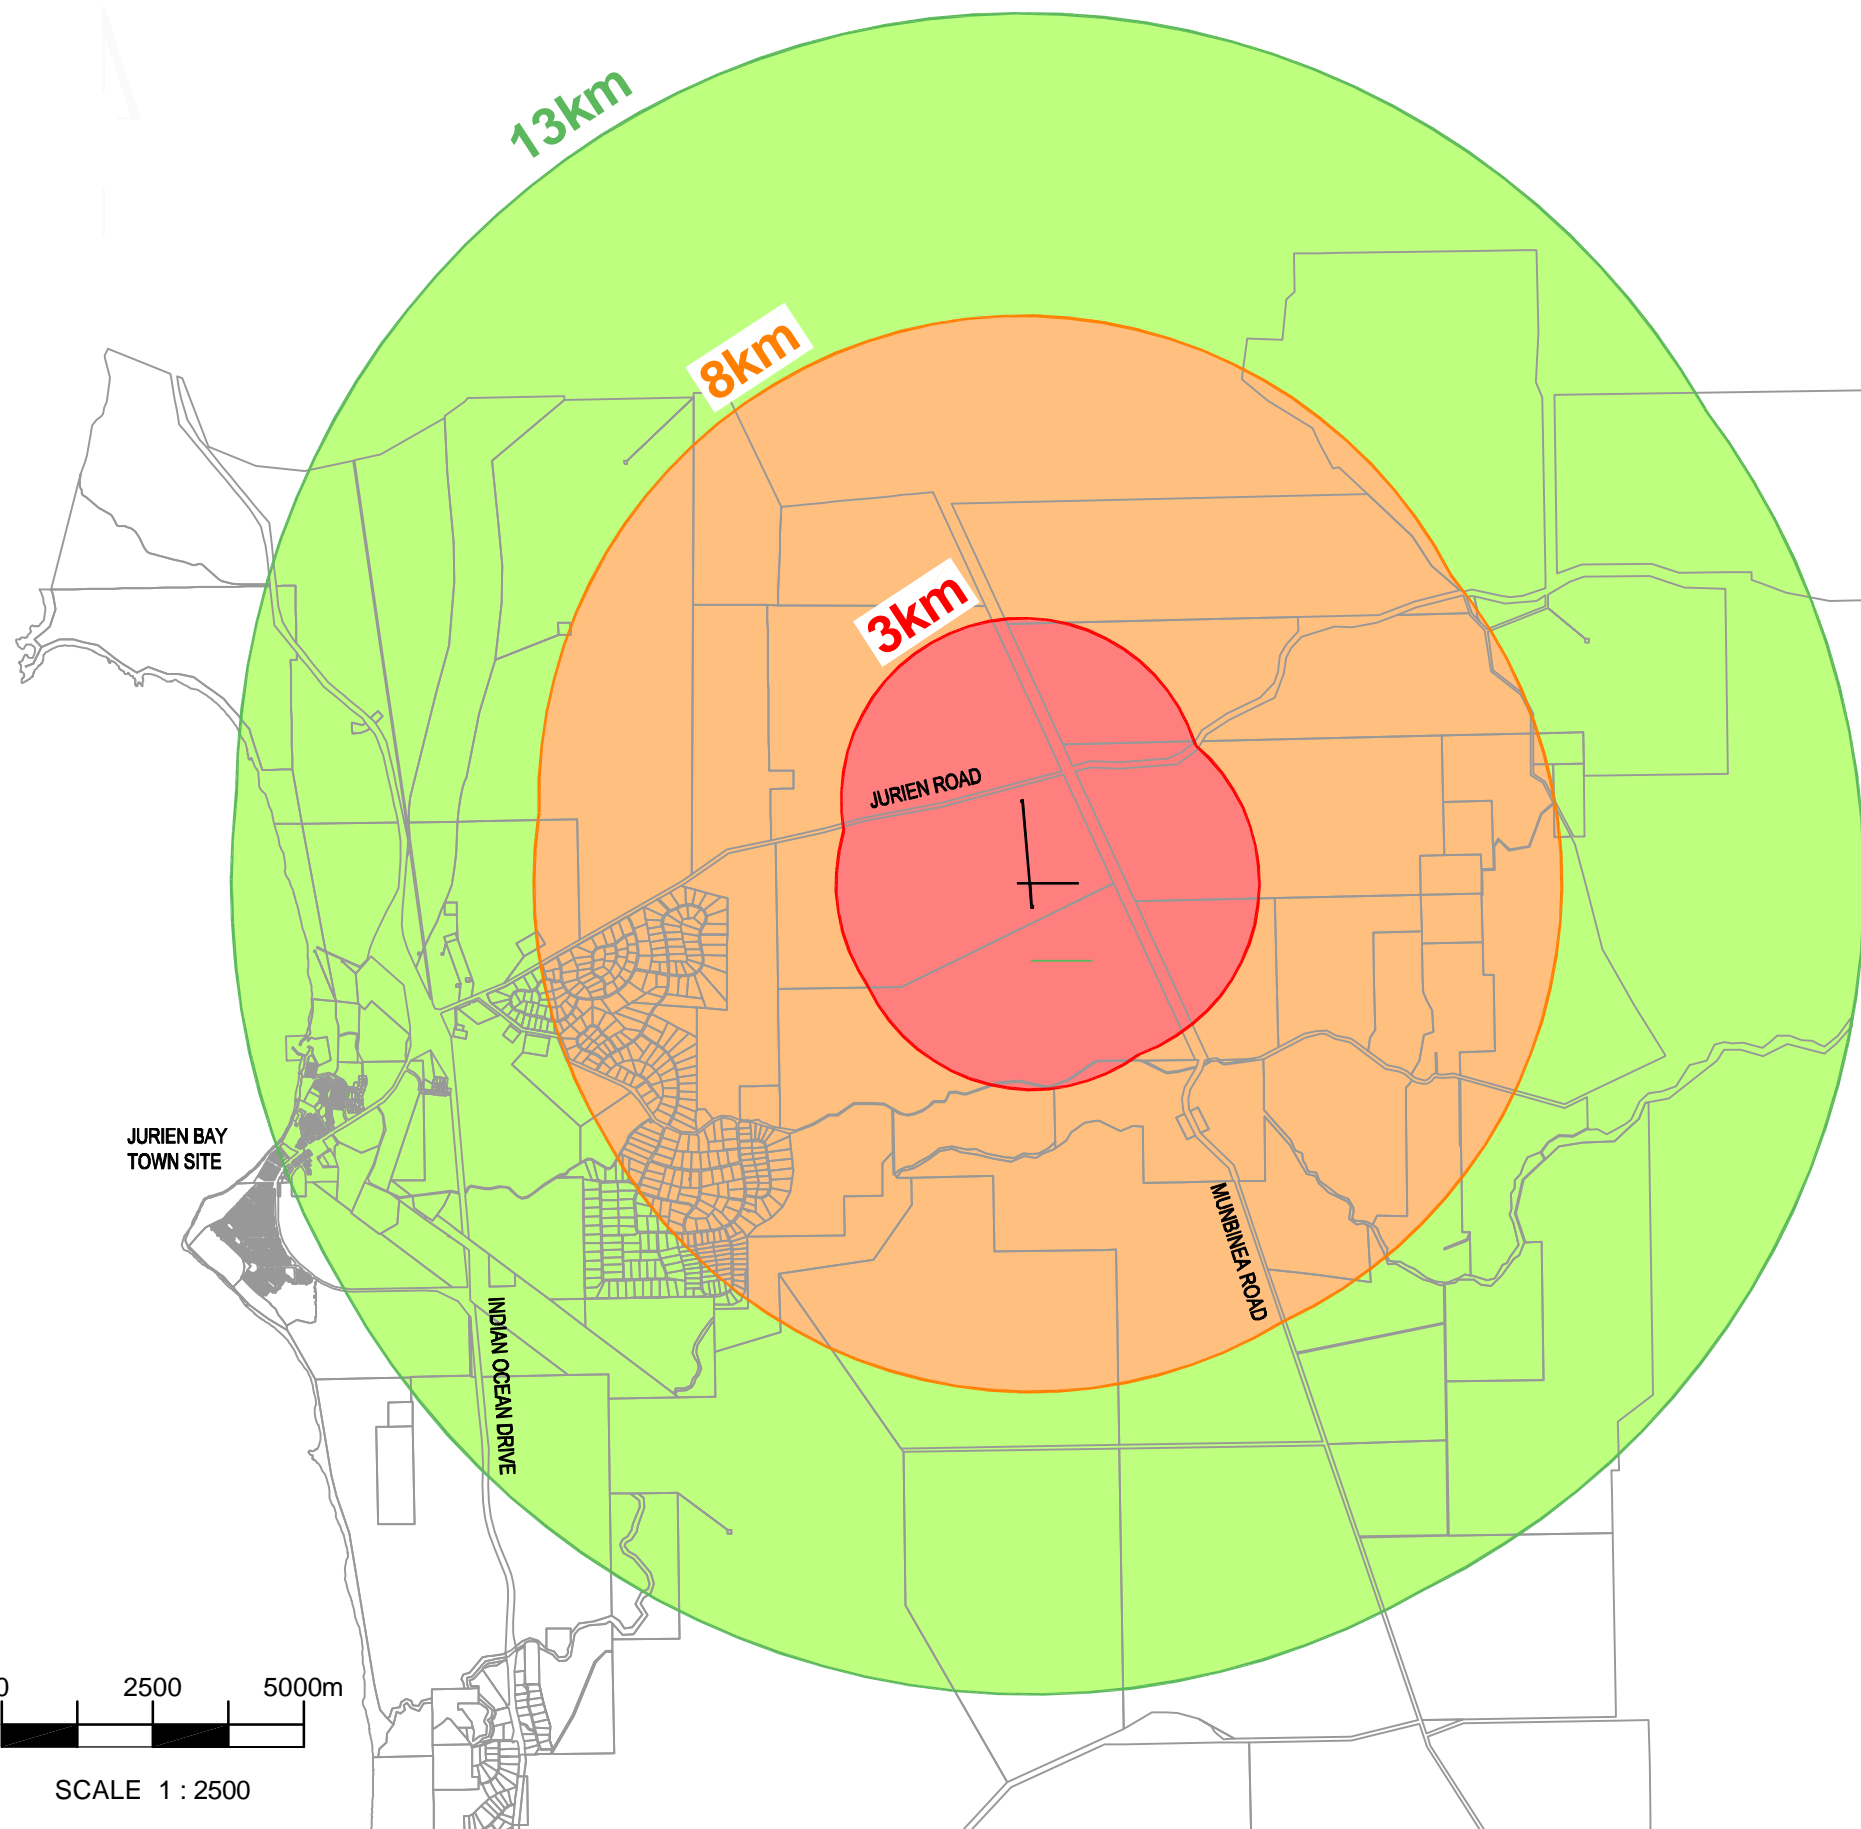 13km
8km
3km
JURIEN ROAD
JURIEN BAY
TOWN SITE
MUNBINEA ROAD
INDIAN OCEAN DRIVE
0 2500 5000m
SCALE 1 : 2500